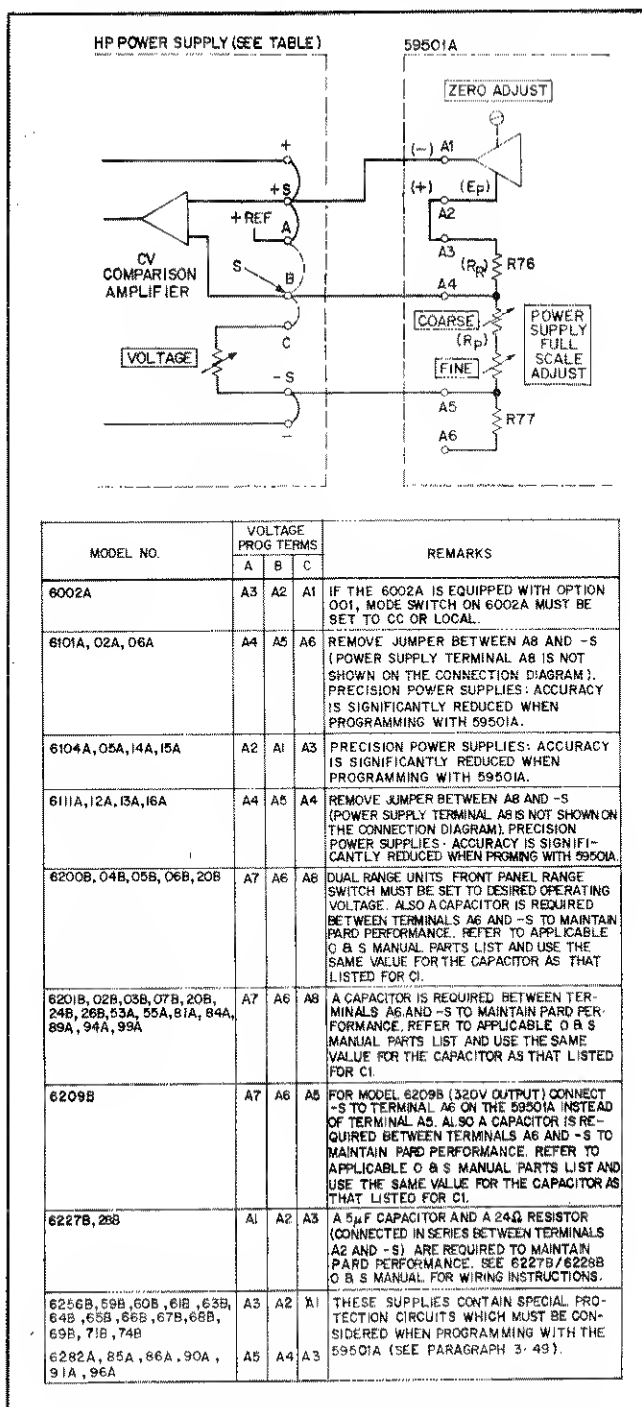 HP POWER SUPPLY (SEE TABLE)
59501A
ZERO ADJUST
+
(-) A1
+S
(+) (Ep)
A2
+REF
A
A3
CV
COMPARISON
AMPLIFIER
S
B
(RR) R76
A4
COARSE
(Rp)
POWER
SUPPLY
FULL
SCALE
ADJUST
C
VOLTAGE
FINE
-S
A5
R77
-
A6
MODEL NO.
VOLTAGE
PROG TERMS
A B C
REMARKS
6002A
A3 A2 A1
IF THE 6002A IS EQUIPPED WITH OPTION
001, MODE SWITCH ON 6002A MUST BE
SET TO CC OR LOCAL.
6101A, 02A, 06A
A4 A5 A6
REMOVE JUMPER BETWEEN A8 AND -S
(POWER SUPPLY TERMINAL A8 IS NOT
SHOWN ON THE CONNECTION DIAGRAM).
PRECISION POWER SUPPLIES: ACCURACY
IS SIGNIFICANTLY REDUCED WHEN
PROGRAMMING WITH 59501A.
6104A, 05A, 14A, 15A
A2 A1 A3
PRECISION POWER SUPPLIES: ACCURACY
IS SIGNIFICANTLY REDUCED WHEN
PROGRAMMING WITH 59501A.
6111A, 12A, 13A, 16A
A4 A5 A4
REMOVE JUMPER BETWEEN A8 AND -S
(POWER SUPPLY TERMINAL A8 IS NOT SHOWN ON
THE CONNECTION DIAGRAM). PRECISION
POWER SUPPLIES - ACCURACY IS SIGNIFI-
CANTLY REDUCED WHEN PRGMING WITH 59501A.
6200B, 04B, 05B, 06B, 20B
A7 A6 A8
DUAL RANGE UNITS FRONT PANEL RANGE
SWITCH MUST BE SET TO DESIRED OPERATING
VOLTAGE. ALSO A CAPACITOR IS REQUIRED
BETWEEN TERMINALS A6 AND -S TO MAINTAIN
PARD PERFORMANCE. REFER TO APPLICABLE
O & S MANUAL PARTS LIST AND USE THE
SAME VALUE FOR THE CAPACITOR AS THAT
LISTED FOR C1.
6201B, 02B, 03B, 07B, 20B,
24B, 26B, 53A, 55A, 81A, 84A,
89A, 94A, 99A
A7 A6 A8
A CAPACITOR IS REQUIRED BETWEEN TER-
MINALS A6 AND -S TO MAINTAIN PARD PER-
FORMANCE, REFER TO APPLICABLE O & S
MANUAL PARTS LIST AND USE THE SAME
VALUE FOR THE CAPACITOR AS THAT LISTED
FOR C1.
6209B
A7 A6 A5
FOR MODEL 6209B (320V OUTPUT) CONNECT
-S TO TERMINAL A6 ON THE 59501A INSTEAD
OF TERMINAL A5. ALSO A CAPACITOR IS RE-
QUIRED BETWEEN TERMINALS A6 AND -S TO
MAINTAIN PARD PERFORMANCE. REFER TO
APPLICABLE O & S MANUAL PARTS LIST AND
USE THE SAME VALUE FOR THE CAPACITOR AS
THAT LISTED FOR C1.
6227B, 28B
A1 A2 A3
A 5µF CAPACITOR AND A 24Ω RESISTOR
(CONNECTED IN SERIES BETWEEN TERMINALS
A2 AND -S) ARE REQUIRED TO MAINTAIN
PARD PERFORMANCE. SEE 6227B/6228B
O & S MANUAL FOR WIRING INSTRUCTIONS.
6256B, 59B, 60B, 61B, 63B,
64B, 65B, 66B, 67B, 68B,
69B, 71B, 74B
A3 A2 A1
6282A, 85A, 86A, 90A,
91A, 96A
A5 A4 A3
THESE SUPPLIES CONTAIN SPECIAL PRO-
TECTION CIRCUITS WHICH MUST BE CON-
SIDERED WHEN PROGRAMMING WITH THE
59501A (SEE PARAGRAPH 3-49).